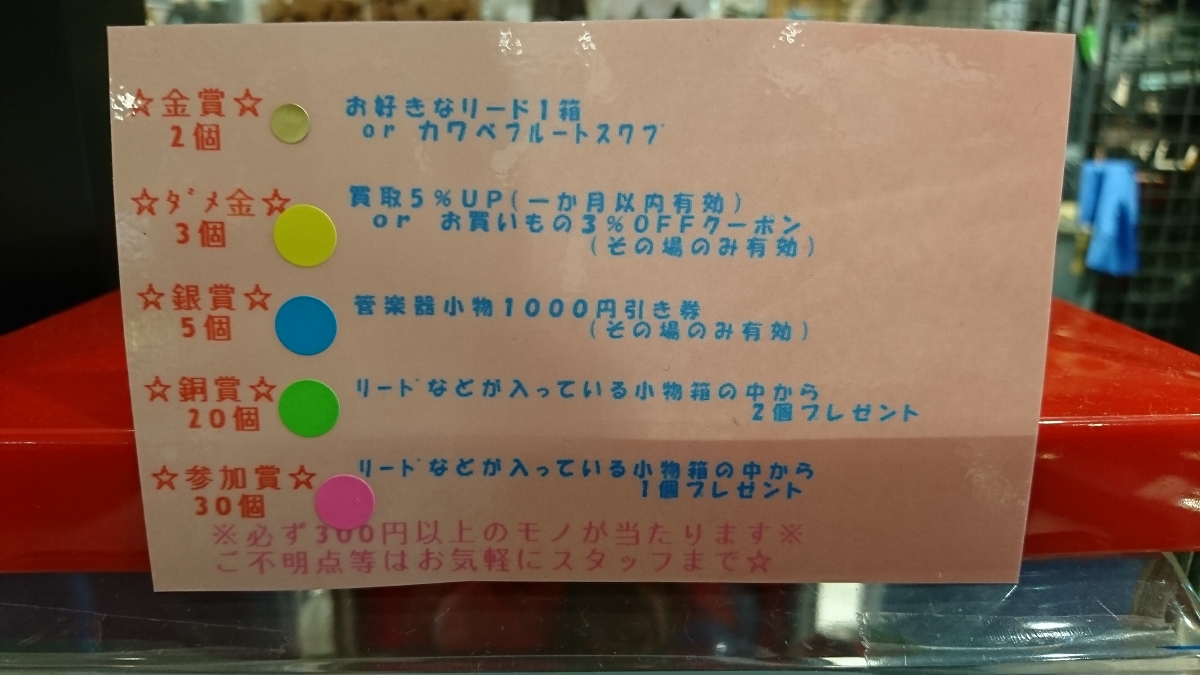 ☆金賞☆
2個
お好きなリード1箱
or カワベフルートスワブ
☆ダメ金☆
3個
買取5%UP(一か月以内有効)
or お買いもの3%OFFクーポン
(その場のみ有効)
☆銀賞☆
5個
管楽器小物1000円引き券
(その場のみ有効)
☆銅賞☆
20個
リードなどが入っている小物箱の中から
2個プレゼント
☆参加賞☆
30個
リードなどが入っている小物箱の中から
1個プレゼント
※必ず300円以上のモノが当たります※
ご不明点等はお気軽にスタッフまで☆